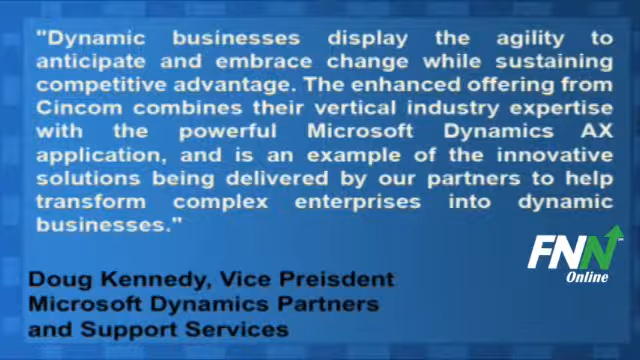 "Dynamic businesses display the agility to
anticipate and embrace change while sustaining
competitive advantage. The enhanced offering from
Cincom combines their vertical industry expertise
with the powerful Microsoft Dynamics AX
application, and is an example of the innovative
solutions being delivered by our partners to help
transform complex enterprises into dynamic
businesses."
FNN
Online
Doug Kennedy, Vice Preisdent
Microsoft Dynamics Partners
and Support Services